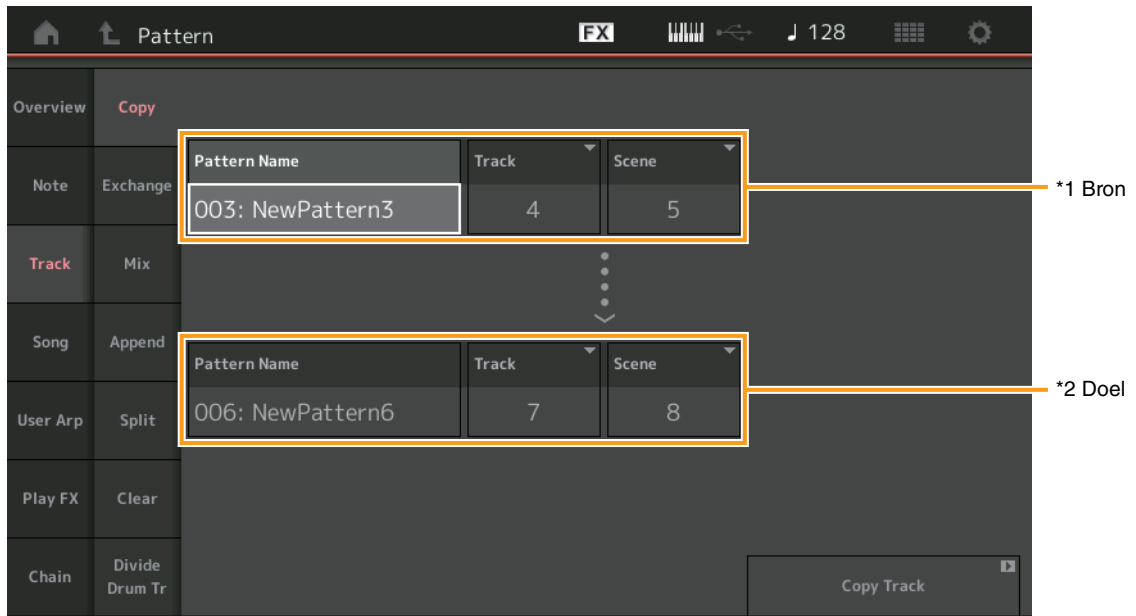 Pattern
FX
♩ 128
Overview
Copy
Note
Exchange
Track
Mix
Song
Append
User Arp
Split
Play FX
Clear
Chain
Divide
Drum Tr
Pattern Name
Track
Scene
003: NewPattern3
4
5
*1 Bron
Pattern Name
Track
Scene
006: NewPattern6
7
8
*2 Doel
Copy Track